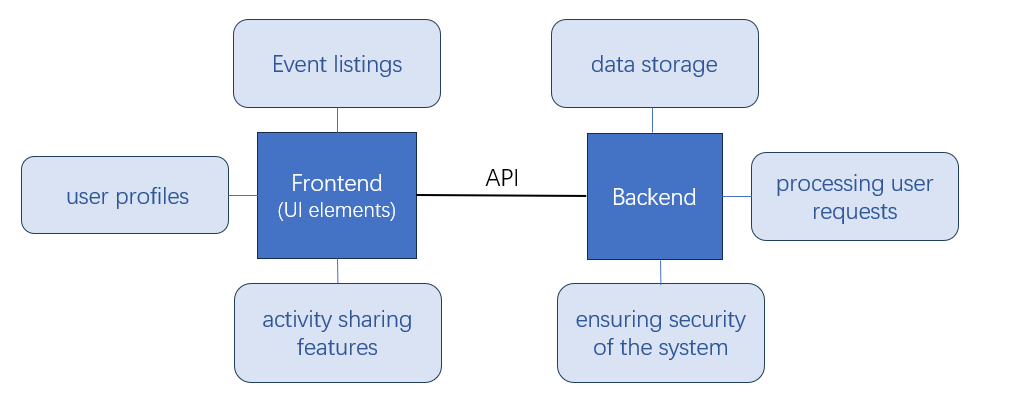 Event listings
data storage
user profiles
Frontend
(UI elements)
API
Backend
processing user
requests
activity sharing
features
ensuring security
of the system